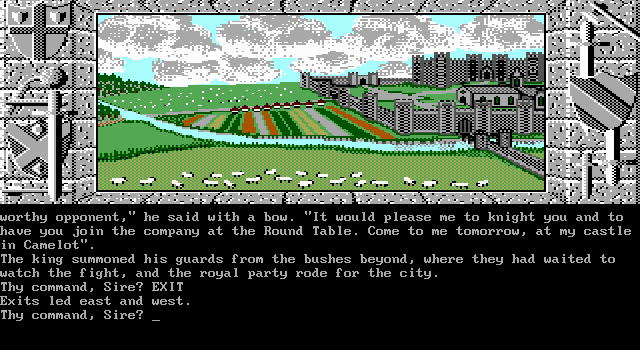 worthy opponent," he said with a bow. "It would please me to knight you and to
have you join the company at the Round Table. Come to me tomorrow, at my castle
in Camelot".
The king summoned his guards from the bushes beyond, where they had waited to
watch the fight, and the royal party rode for the city.
Thy command, Sire? EXIT
Exits led east and west.
Thy command, Sire? _